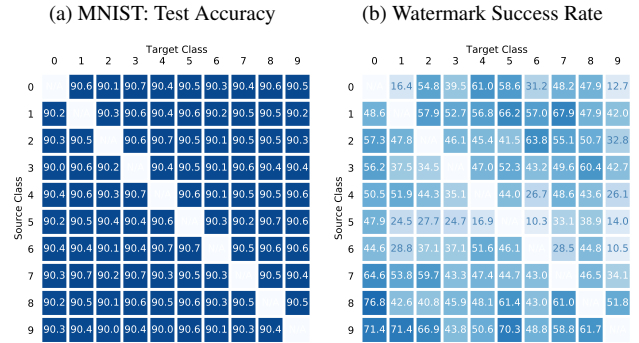 (a) MNIST: Test Accuracy (b) Watermark Success Rate
Target Class Target Class
0 1 2 3 4 5 6 7 8 9 0 1 2 3 4 5 6 7 8 9
Source Class Source Class
0 90.6 90.1 90.7 90.4 90.5 90.3 90.4 90.6 90.5 0 16.4 54.8 39.5 61.0 58.6 31.2 48.2 47.9 12.7
1 90.2 90.3 90.6 90.4 90.6 90.5 90.5 90.5 90.5 1 48.6 57.9 52.7 56.8 66.2 57.0 67.9 47.9 42.0
2 90.3 90.5 90.6 90.7 90.5 90.1 90.5 90.5 90.3 2 57.3 47.8 46.1 45.4 41.5 63.8 55.1 50.7 32.8
3 90.0 90.6 90.2 90.4 90.5 90.1 90.5 90.4 90.6 3 56.2 37.5 34.5 47.0 52.3 43.2 49.6 60.4 42.7
4 90.4 90.6 90.3 90.7 90.6 90.1 90.5 90.5 90.5 4 50.5 51.9 44.3 35.1 44.0 26.7 48.6 43.6 26.1
5 90.2 90.5 90.4 90.4 90.6 90.3 90.2 90.7 90.6 5 47.9 24.5 27.7 24.7 16.9 10.3 33.1 38.9 14.0
6 90.4 90.4 90.1 90.6 90.4 90.7 90.5 90.6 90.6 6 44.6 28.8 37.1 37.1 51.6 46.1 28.5 44.8 10.5
7 90.3 90.7 90.2 90.7 90.6 90.5 90.3 90.5 90.4 7 64.6 53.8 59.7 43.3 47.4 44.7 43.0 46.5 34.1
8 90.2 90.5 90.1 90.6 90.5 90.6 90.4 90.3 90.5 8 76.8 42.6 40.8 45.9 48.1 61.4 43.0 61.0 51.8
9 90.3 90.4 90.0 90.4 90.6 90.4 90.4 90.3 90.4 9 71.4 71.4 66.9 43.8 50.6 70.3 48.8 58.8 61.7